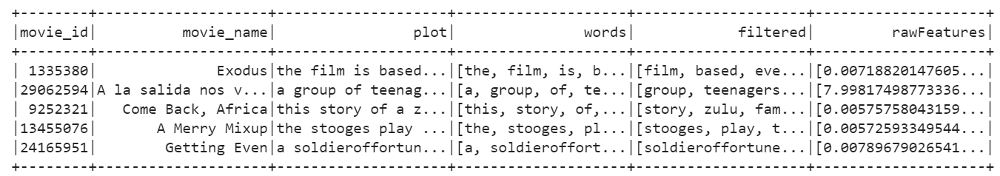 +--------+--------------------+--------------------+--------------------+--------------------+--------------------+
|movie_id|          movie_name|                plot|               words|            filtered|         rawFeatures|
+--------+--------------------+--------------------+--------------------+--------------------+--------------------+
| 1335380|              Exodus|the film is based...|[the, film, is, b...|[film, based, eve...|[0.00718820147605...|
|29062594|A la salida nos v...|a group of teenag...|[a, group, of, te...|[group, teenagers...|[7.99817498773336...|
| 9252321|   Come Back, Africa|this story of a z...|[this, story, of,...|[story, zulu, fam...|[0.00575758043159...|
|13455076|       A Merry Mixup|the stooges play ...|[the, stooges, pl...|[stooges, play, t...|[0.00572593349544...|
|24165951|        Getting Even|a soldieroffortun...|[a, soldieroffort...|[soldieroffortune...|[0.00789679026541...|
+--------+--------------------+--------------------+--------------------+--------------------+--------------------+